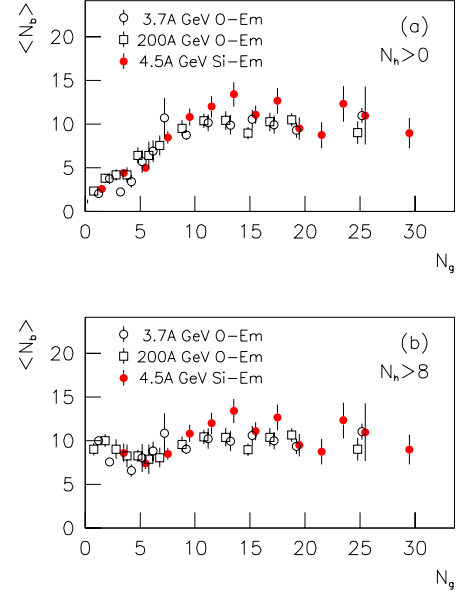 <N_b>
20
15
10
5
0
3.7A GeV O-Em
200A GeV O-Em
4.5A GeV Si-Em
(a)
N_h>0
0 5 10 15 20 25 30
N_g
<N_b>
20
15
10
5
0
3.7A GeV O-Em
200A GeV O-Em
4.5A GeV Si-Em
(b)
N_h>8
0 5 10 15 20 25 30
N_g